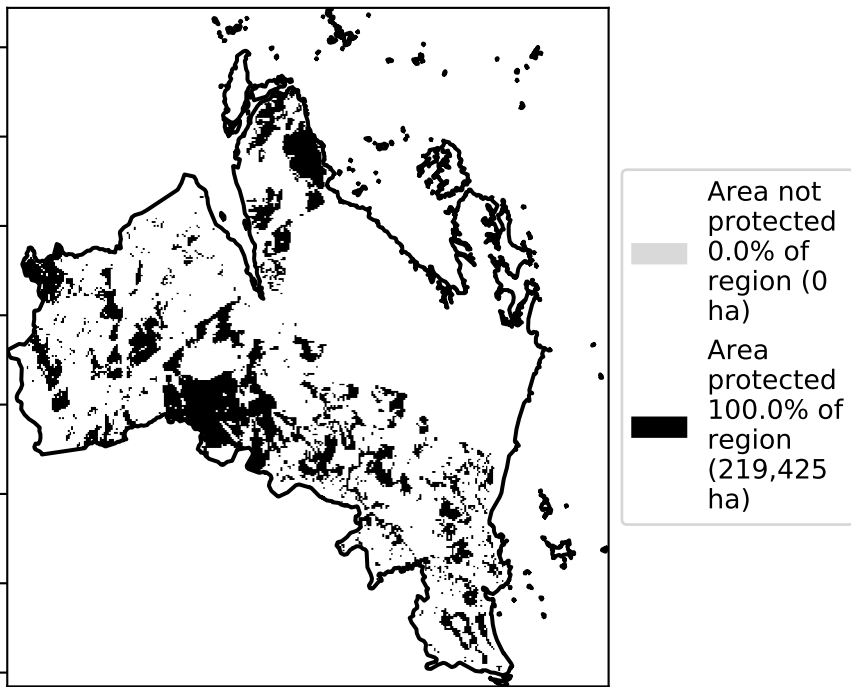 Area not
protected
0.0% of
region (0
ha)
Area
protected
100.0% of
region
(219,425
ha)